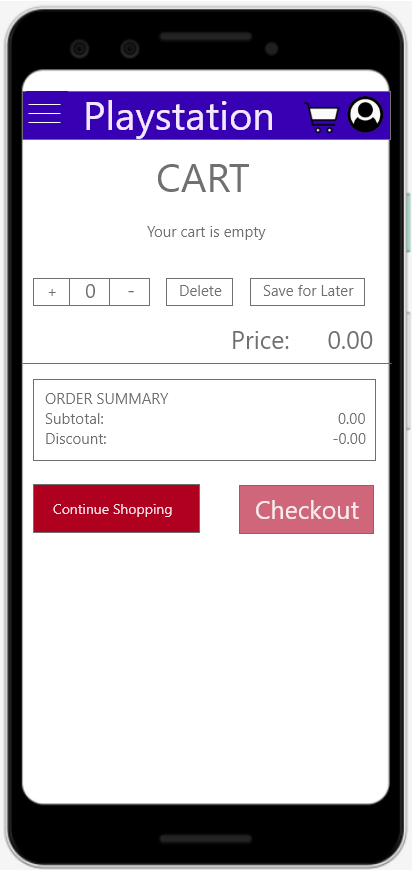 Playstation
CART
Your cart is empty
+ 0 - Delete Save for Later
Price: 0.00
ORDER SUMMARY
Subtotal: 0.00
Discount: -0.00
Continue Shopping Checkout